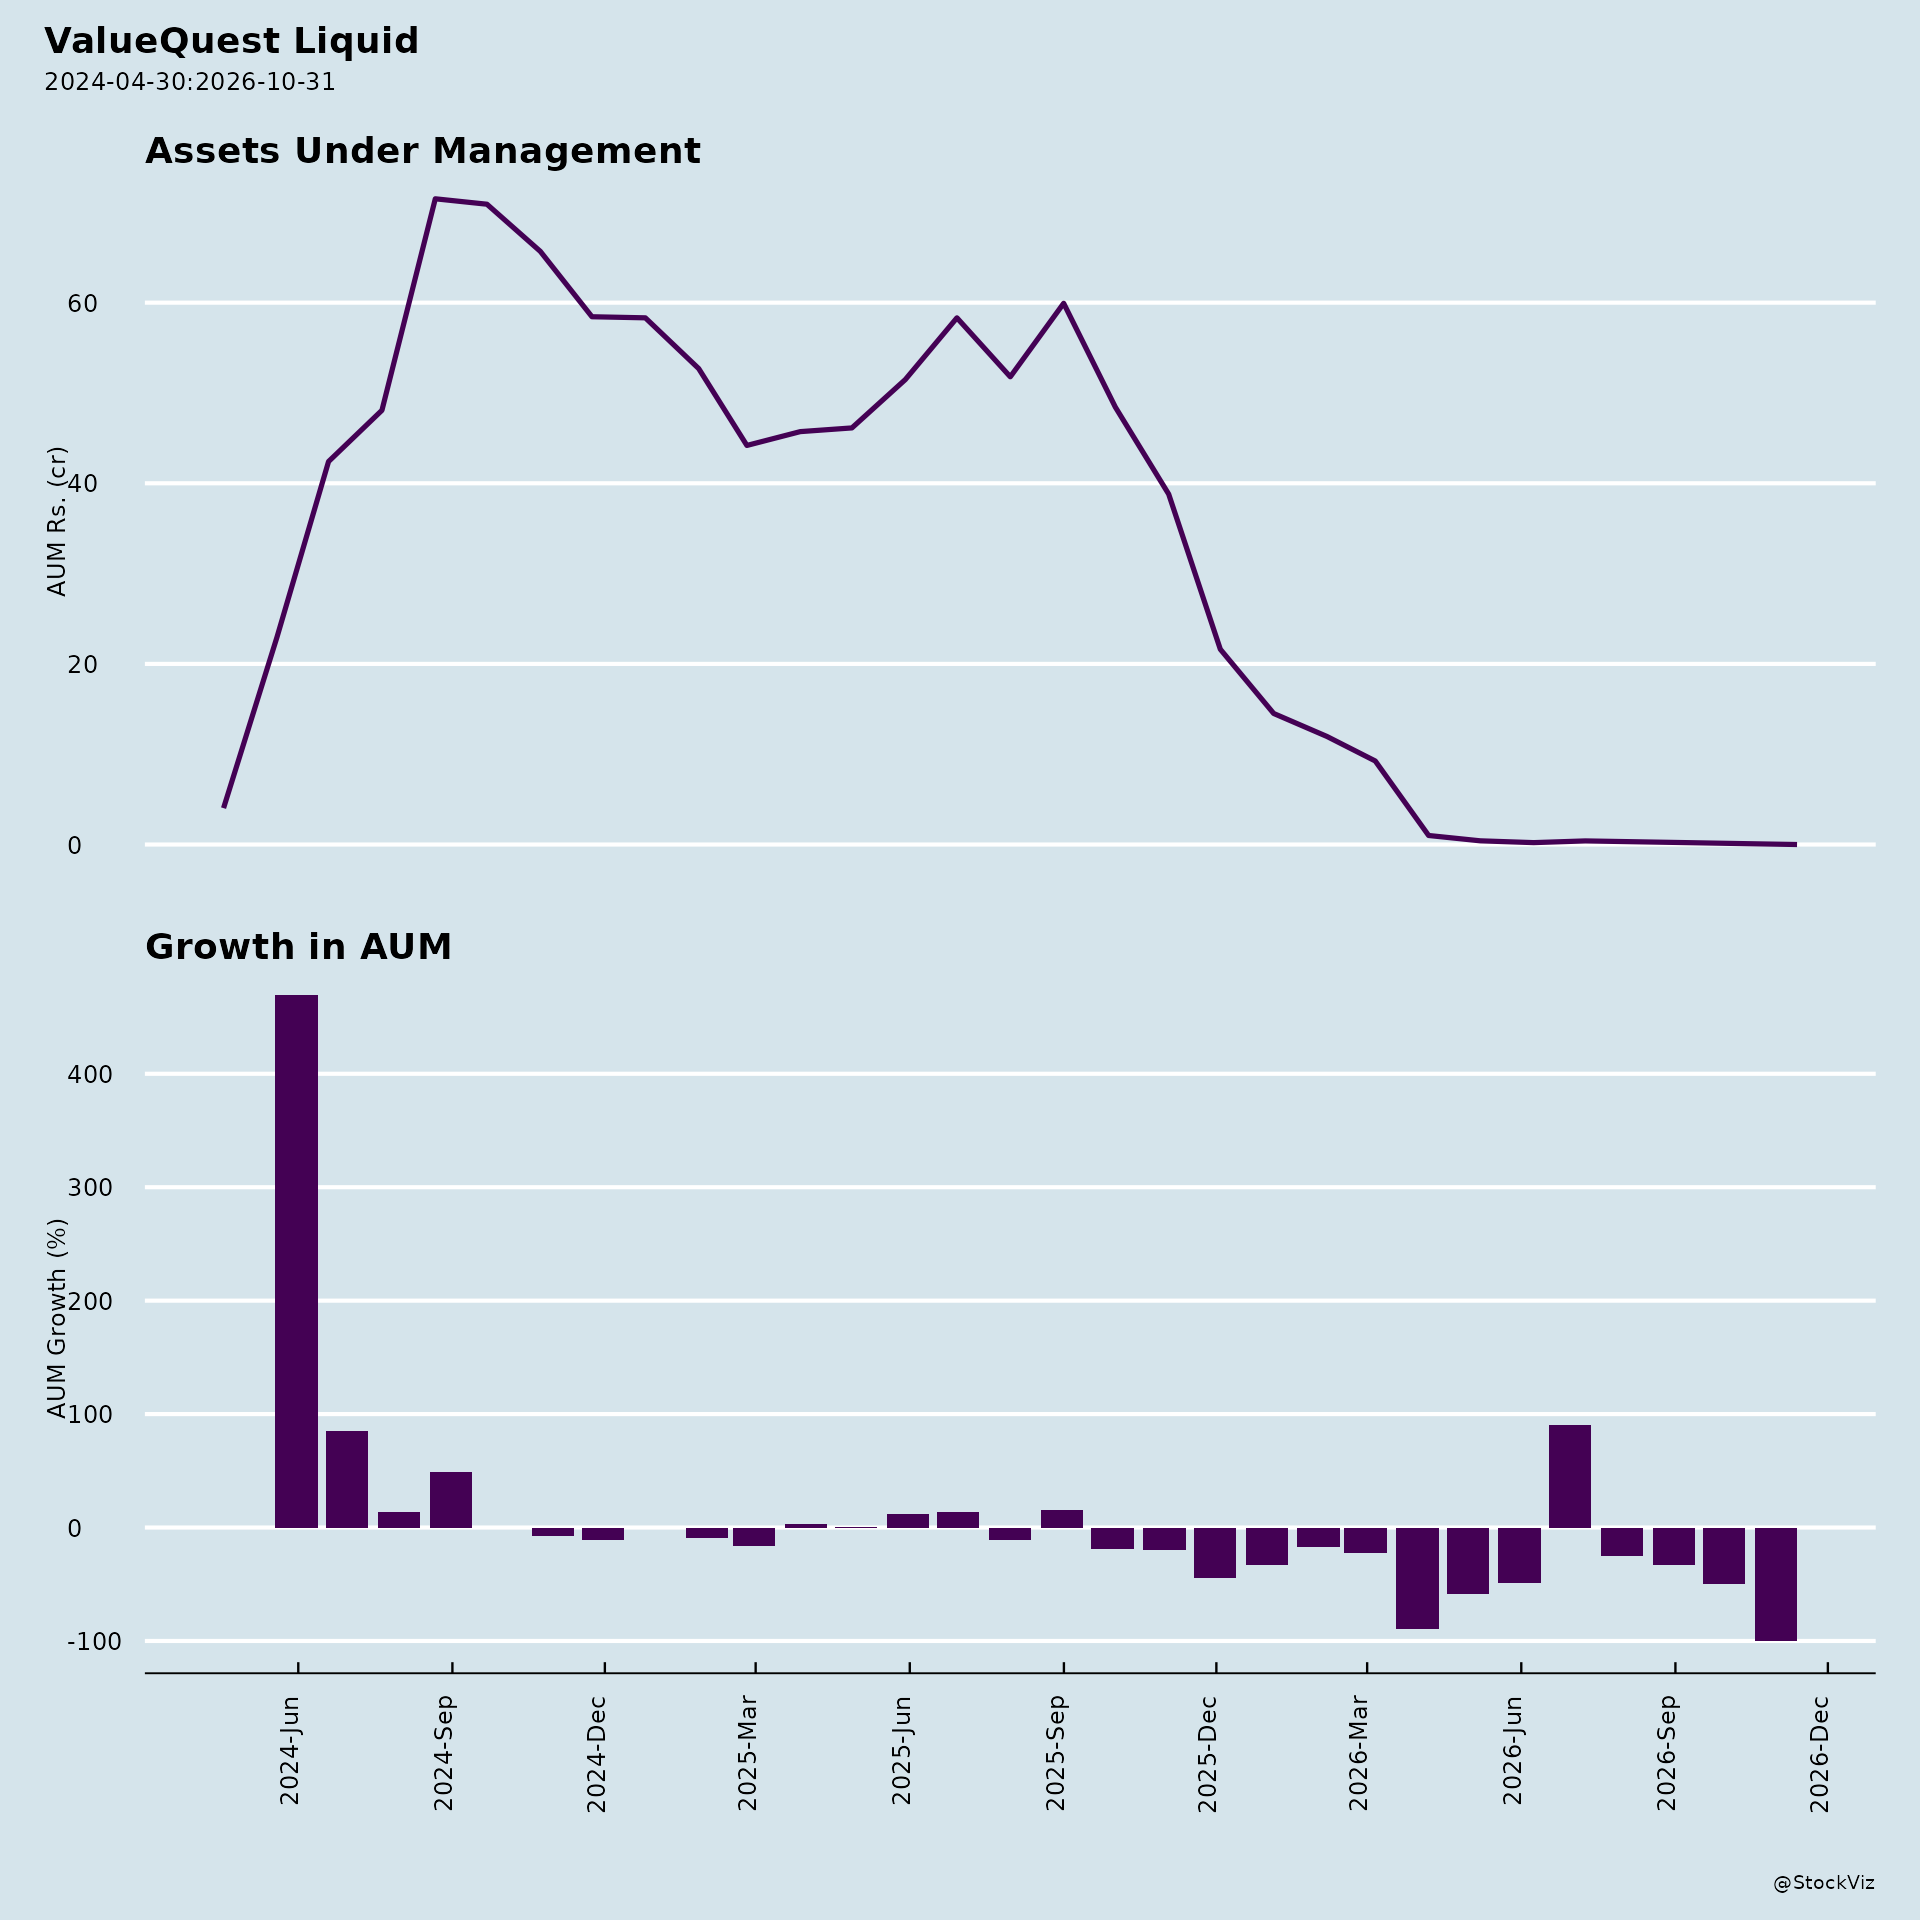 ValueQuest Liquid
2024-04-30:2026-10-31
Assets Under Management
AUM Rs. (cr)
60
40
20
0
Growth in AUM
AUM Growth (%)
400
300
200
100
0
-100
2024-Jun
2024-Sep
2024-Dec
2025-Mar
2025-Jun
2025-Sep
2025-Dec
2026-Mar
2026-Jun
2026-Sep
2026-Dec
@StockViz